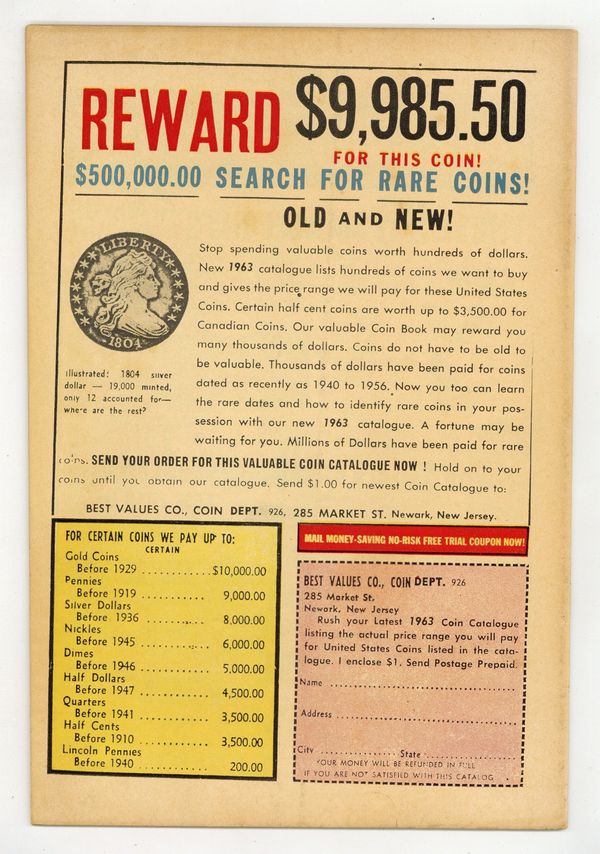 REWARD $9,985.50
FOR THIS COIN!
$500,000.00 SEARCH FOR RARE COINS!
OLD AND NEW!
LIBERTY
1804
Illustrated: 1804 silver
dollar — 19,000 minted,
only 12 accounted for—
where are the rest?
Stop spending valuable coins worth hundreds of dollars.
New 1963 catalogue lists hundreds of coins we want to buy
and gives the price range we will pay for these United States
Coins. Certain half cent coins are worth up to $3,500.00 for
Canadian Coins. Our valuable Coin Book may reward you
many thousands of dollars. Coins do not have to be old to
be valuable. Thousands of dollars have been paid for coins
dated as recently as 1940 to 1956. Now you too can learn
the rare dates and how to identify rare coins in your pos-
session with our new 1963 catalogue. A fortune may be
waiting for you. Millions of Dollars have been paid for rare
coins. SEND YOUR ORDER FOR THIS VALUABLE COIN CATALOGUE NOW ! Hold on to your
coins until you obtain our catalogue. Send $1.00 for newest Coin Catalogue to:
BEST VALUES CO., COIN DEPT. 926, 285 MARKET ST. Newark, New Jersey.
FOR CERTAIN COINS WE PAY UP TO:
CERTAIN
Gold Coins
Before 1929 ........... $10,000.00
Pennies
Before 1919 .......... 9,000.00
Silver Dollars
Before 1936 .......... 8,000.00
Nickles
Before 1945 ........... 6,000.00
Dimes
Before 1946 ........... 5,000.00
Half Dollars
Before 1947 ........... 4,500.00
Quarters
Before 1941 ........... 3,500.00
Half Cents
Before 1910 ........... 3,500.00
Lincoln Pennies
Before 1940 ........... 200.00
MAIL MONEY-SAVING NO-RISK FREE TRIAL COUPON NOW!
BEST VALUES CO., COIN DEPT. 926
285 Market St.
Newark, New Jersey
Rush your Latest 1963 Coin Catalogue
listing the actual price range you will pay
for United States Coins listed in the cata-
logue. I enclose $1. Send Postage Prepaid.
Name ........................................
Address ........................................
City .................... State ....................
YOUR MONEY WILL BE REFUNDED IN FULL
IF YOU ARE NOT SATISFIED WITH THIS CATALOG